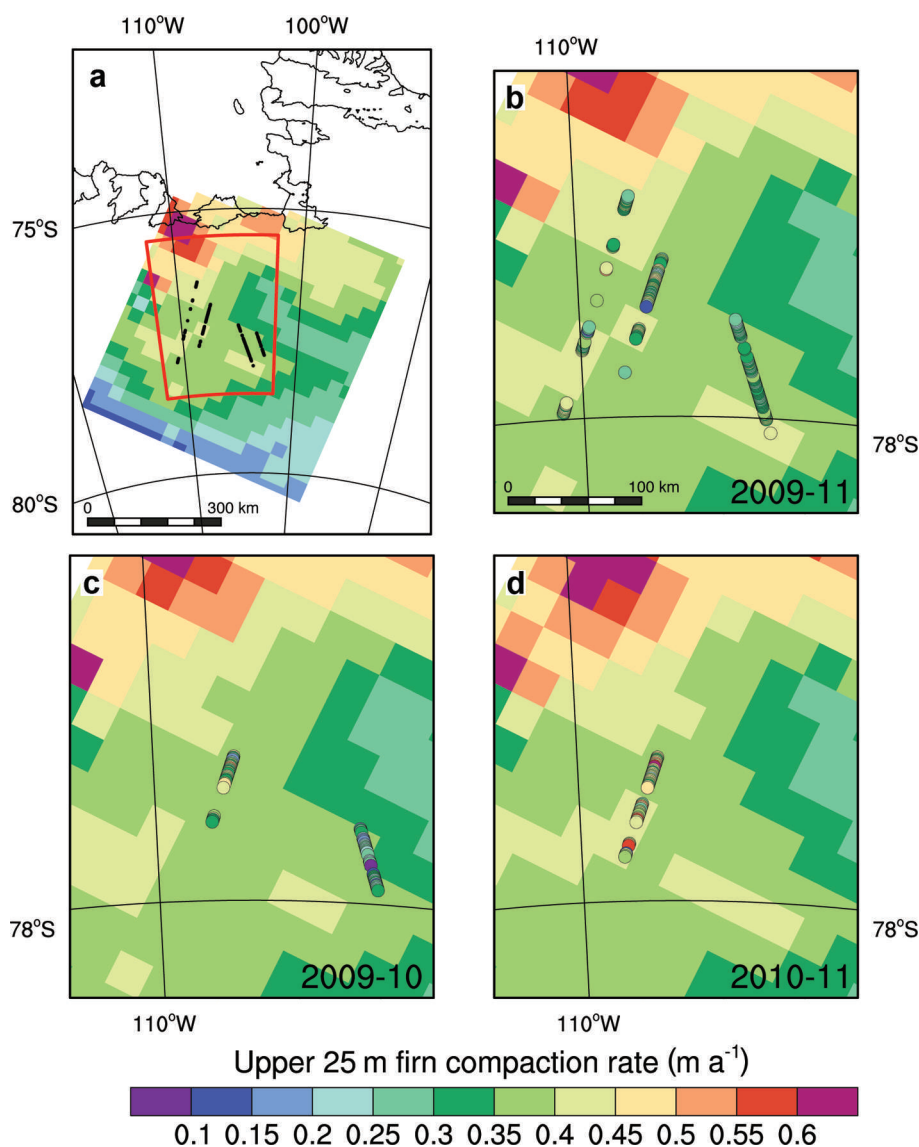 110°W 100°W
a
75°S
80°S
0 300 km
110°W
b
78°S
0 100 km
2009-11
c
78°S
2009-10
110°W
d
78°S
2010-11
110°W
Upper 25 m firn compaction rate (m a⁻¹)
0.1 0.15 0.2 0.25 0.3 0.35 0.4 0.45 0.5 0.55 0.6